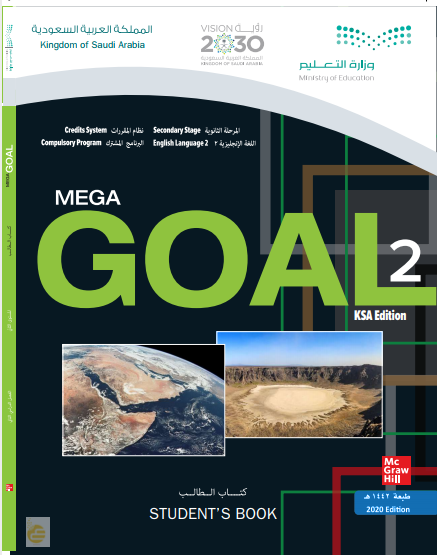 المملكة العربية السعودية
Kingdom of Saudi Arabia
VISION رؤيــة
2030
المملكة العربية السعودية
KINGDOM OF SAUDI ARABIA
وزارة التعليم
Ministry of Education
Credits System نظام المقررات Secondary Stage المرحلة الثانوية
Compulsory Program البرنامج المشترك English Language 2 اللغة الإنجليزية ٢
MEGA
GOAL
2
KSA Edition
Mc
Graw
Hill
طبعة ١٤٤٢ هـ
2020 Edition
كتـــاب الـطـالـب
STUDENT'S BOOK
MEGA GOAL